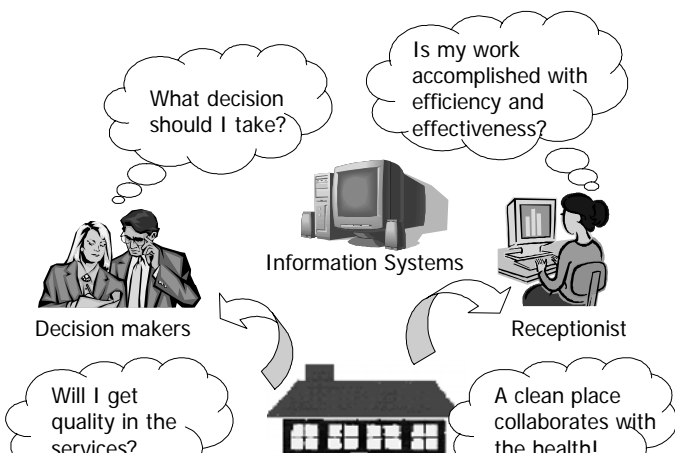 Is my work
accomplished with
efficiency and
effectiveness?
What decision
should I take?
Information Systems
Decision makers
Receptionist
Will I get
quality in the
services?
A clean place
collaborates with
the health!